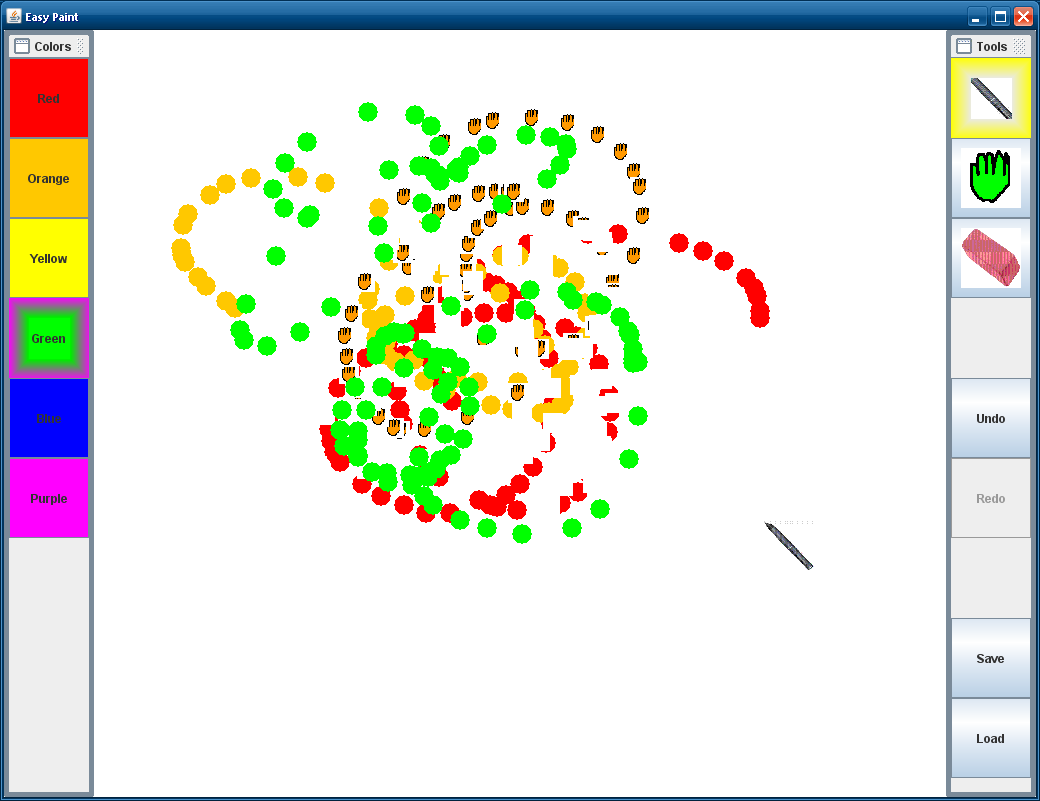 Easy Paint
Colors
Red
Orange
Yellow
Green
Blue
Purple
Tools
Undo
Redo
Save
Load